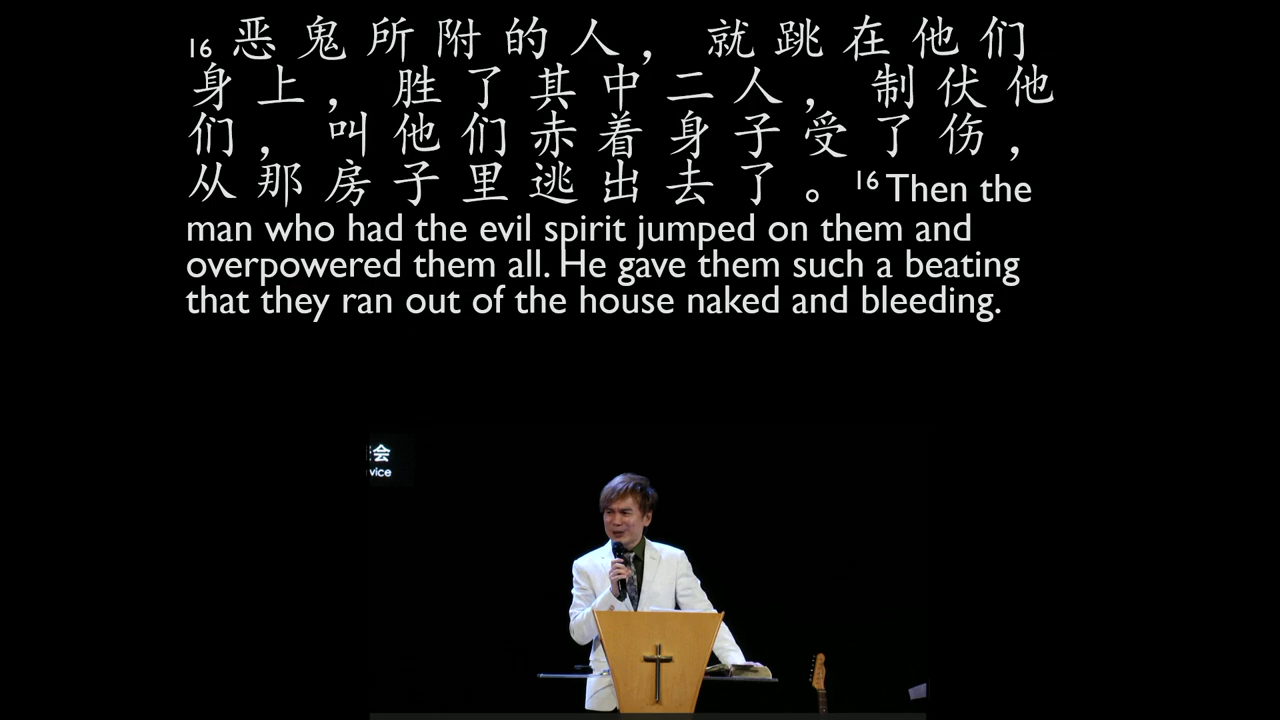 16 恶鬼所附的人，就跳在他们
身上，胜了其中二人，制伏他
们，叫他们赤着身子受了伤，
从那房子里逃出去了。16 Then the
man who had the evil spirit jumped on them and
overpowered them all. He gave them such a beating
that they ran out of the house naked and bleeding.
会
vice